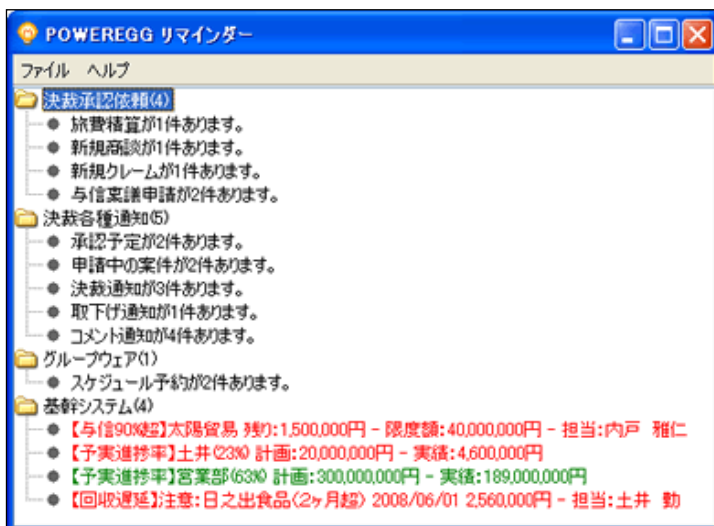 POWEREGG リマインダー
ファイル ヘルプ
決裁承認依頼(4)
旅費精算が1件あります。
新規商談が1件あります。
新規クレームが1件あります。
与信稟議申請が2件あります。
決裁各種通知(5)
承認予定が2件あります。
申請中の案件が2件あります。
決裁通知が3件あります。
取下げ通知が1件あります。
コメント通知が4件あります。
グループウェア(1)
スケジュール予約が2件あります。
基幹システム(4)
【与信90%超】太陽貿易 残り:1,500,000円 - 限度額:40,000,000円 - 担当:内戸 雅仁
【予実進捗率】土井(23%) 計画:20,000,000円 - 実績:4,600,000円
【予実進捗率】営業部(63%) 計画:300,000,000円 - 実績:189,000,000円
【回収遅延】注意:日之出食品(2ヶ月超) 2008/06/01 2,560,000円 - 担当:土井 勤